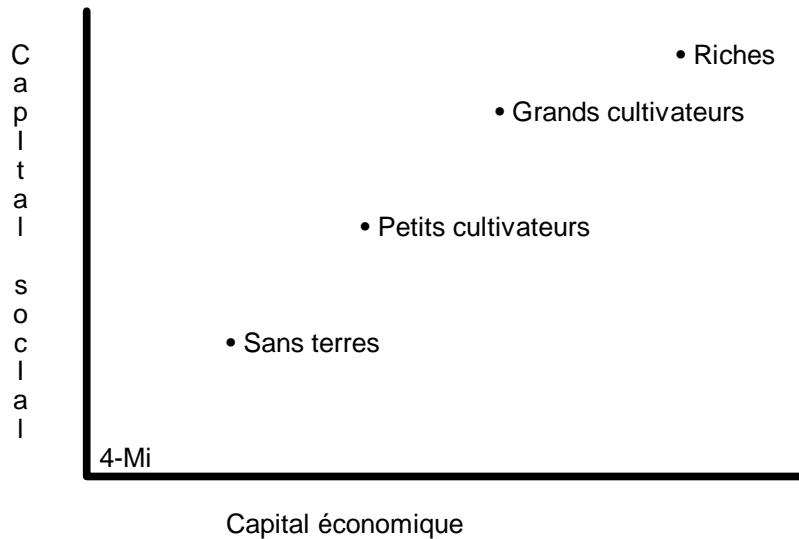 CapItal socIal
• Riches
• Grands cultivateurs
• Petits cultivateurs
• Sans terres
4-Mi
Capital économique